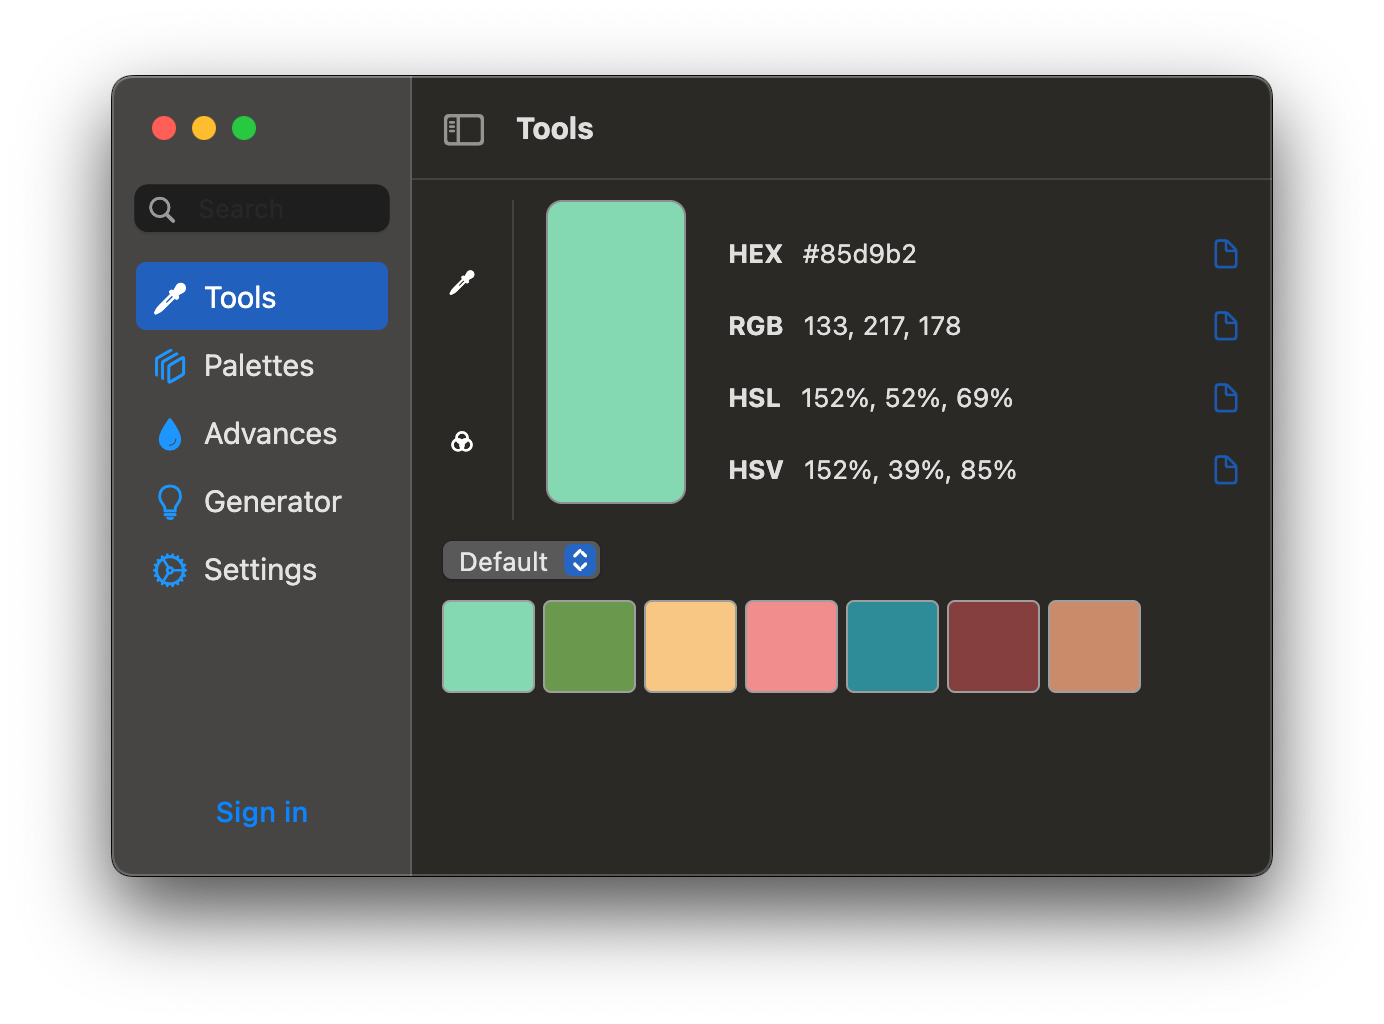 Tools
Search
Tools
Palettes
Advances
Generator
Settings
Sign in
HEX #85d9b2
RGB 133, 217, 178
HSL 152%, 52%, 69%
HSV 152%, 39%, 85%
Default